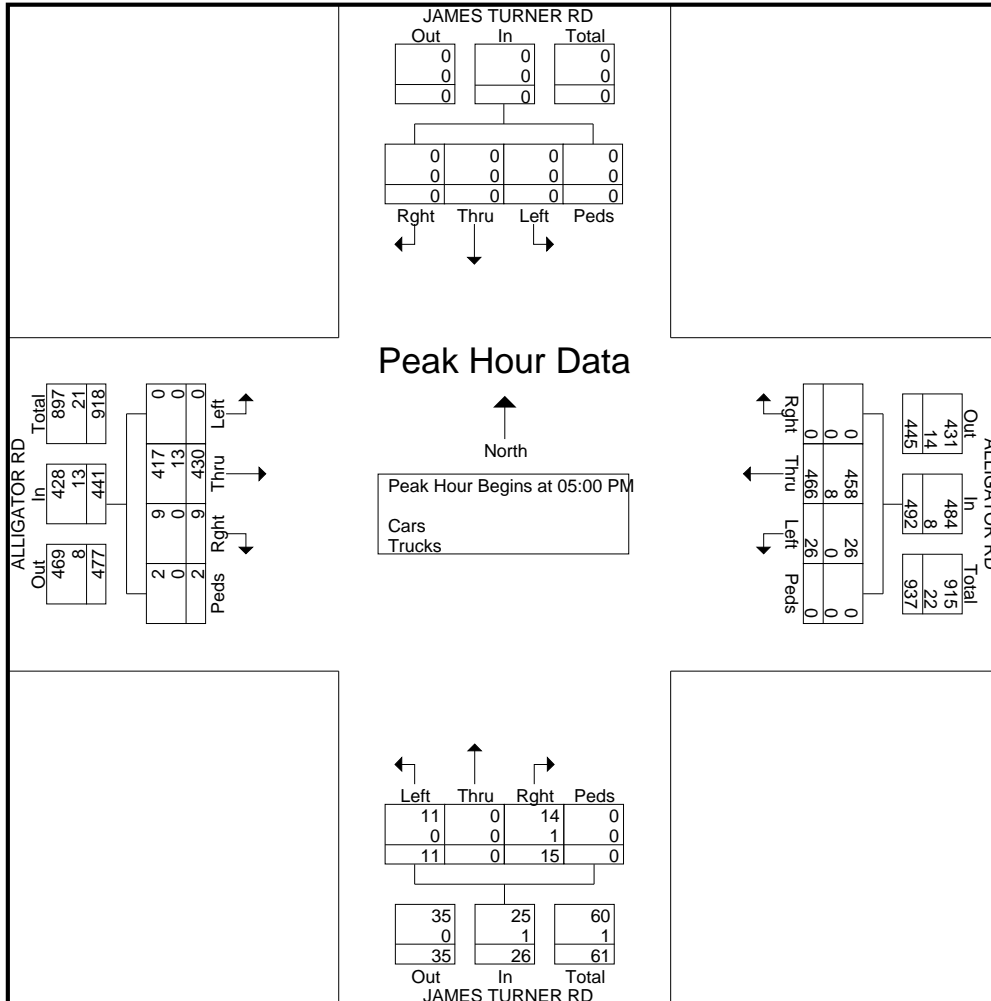 JAMES TURNER RD
Out In Total
0 0 0
0 0 0
0 0 0
0 0 0 0
0 0 0 0
0 0 0 0
Rght Thru Left Peds
ALLIGATOR RD
Out In Total
469 428 897
8 13 21
477 441 918
2 9 417 0
0 0 13 0
2 9 430 0
Peds Rght Thru Left
Peak Hour Data
North
Peak Hour Begins at 05:00 PM
Cars
Trucks
ALLIGATOR RD
Out In Total
431 484 915
14 8 22
445 492 937
0 458 26 0
0 8 0 0
0 466 26 0
Rght Thru Left Peds
Left Thru Rght Peds
11 0 14 0
0 0 1 0
11 0 15 0
35 25 60
0 1 1
35 26 61
Out In Total
JAMES TURNER RD